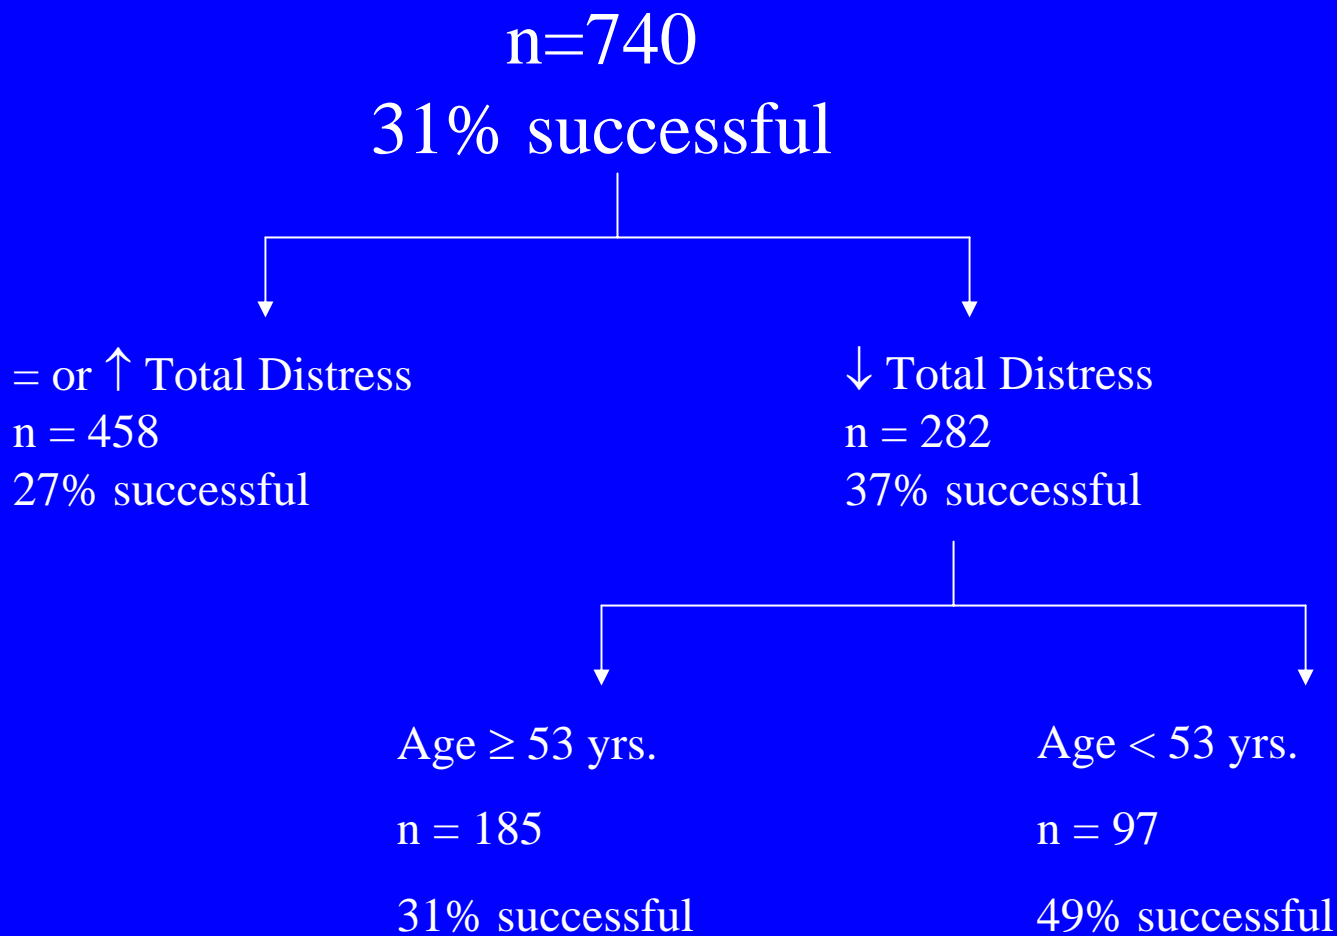 n=740
31% successful
= or ↑ Total Distress
n = 458
27% successful
↓ Total Distress
n = 282
37% successful
Age ≥ 53 yrs.
n = 185
31% successful
Age < 53 yrs.
n = 97
49% successful